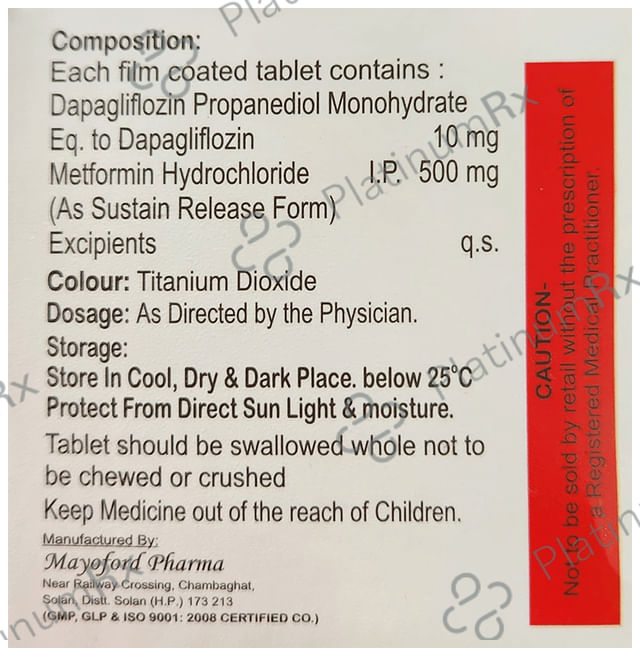 Composition:
Each film coated tablet contains :
Dapagliflozin Propanediol Monohydrate
Eq. to Dapagliflozin 10 mg
Metformin Hydrochloride I.P. 500 mg
(As Sustain Release Form)
Excipients q.s.
Colour: Titanium Dioxide
Dosage: As Directed by the Physician.
Storage:
Store In Cool, Dry & Dark Place. below 25°C
Protect From Direct Sun Light & moisture.
Tablet should be swallowed whole not to
be chewed or crushed
Keep Medicine out of the reach of Children.
Manufactured By:
Mayoford Pharma
Near Railway Crossing, Chambaghat,
Solan, Distt. Solan (H.P.) 173 213
(GMP, GLP & ISO 9001: 2008 CERTIFIED CO.)
CAUTION-
Not to be sold by retail without the prescription of
a Registered Medical Practitioner.
PlatinumRx
PlatinumRx
PlatinumRx
PlatinumRx